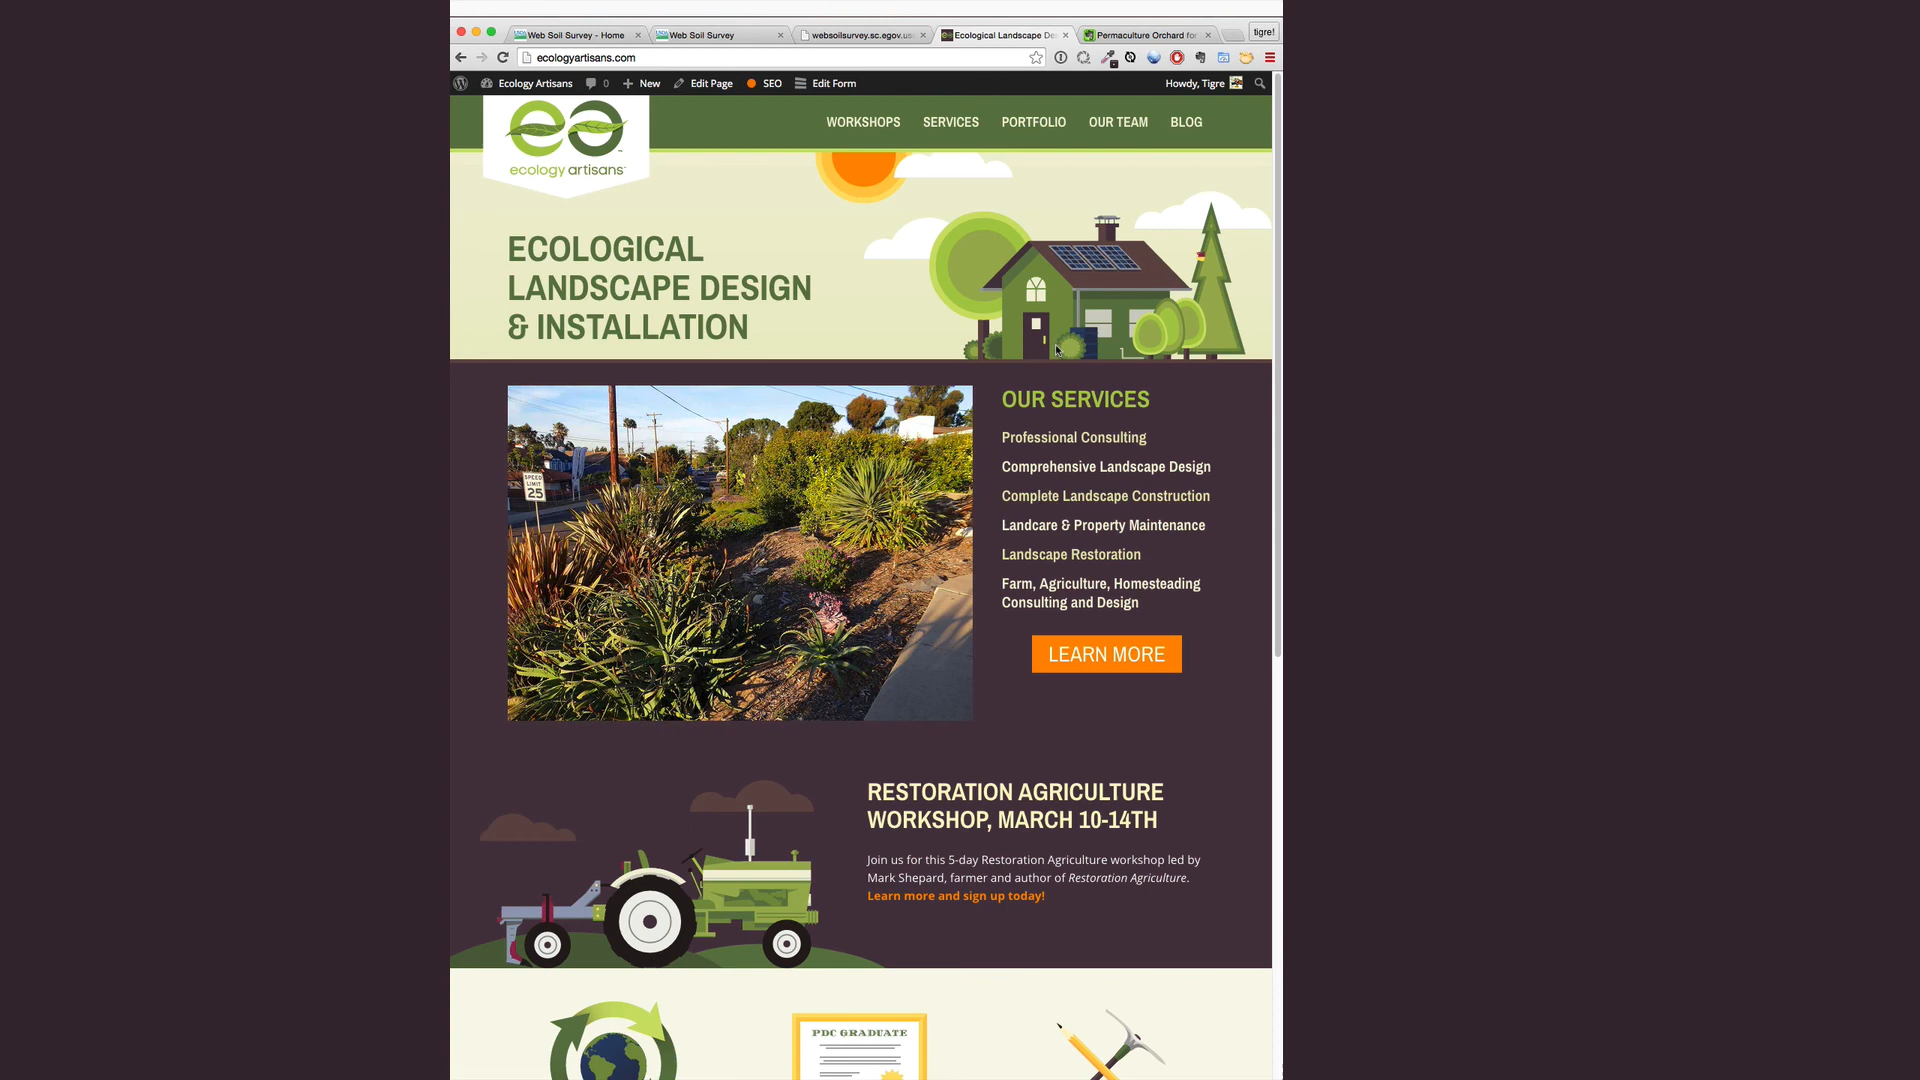 Web Soil Survey - Home
Web Soil Survey
websoilsurvey.sc.egov.us
Ecological Landscape De
Permaculture Orchard for
tigre!
ecologyartisans.com
Ecology Artisans 0 New Edit Page SEO Edit Form
Howdy, Tigre
ecology artisans
WORKSHOPS SERVICES PORTFOLIO OUR TEAM BLOG
ECOLOGICAL
LANDSCAPE DESIGN
& INSTALLATION
SPEED
LIMIT
25
OUR SERVICES
Professional Consulting
Comprehensive Landscape Design
Complete Landscape Construction
Landcare & Property Maintenance
Landscape Restoration
Farm, Agriculture, Homesteading
Consulting and Design
LEARN MORE
RESTORATION AGRICULTURE
WORKSHOP, MARCH 10-14TH
Join us for this 5-day Restoration Agriculture workshop led by
Mark Shepard, farmer and author of Restoration Agriculture.
Learn more and sign up today!
PDC GRADUATE